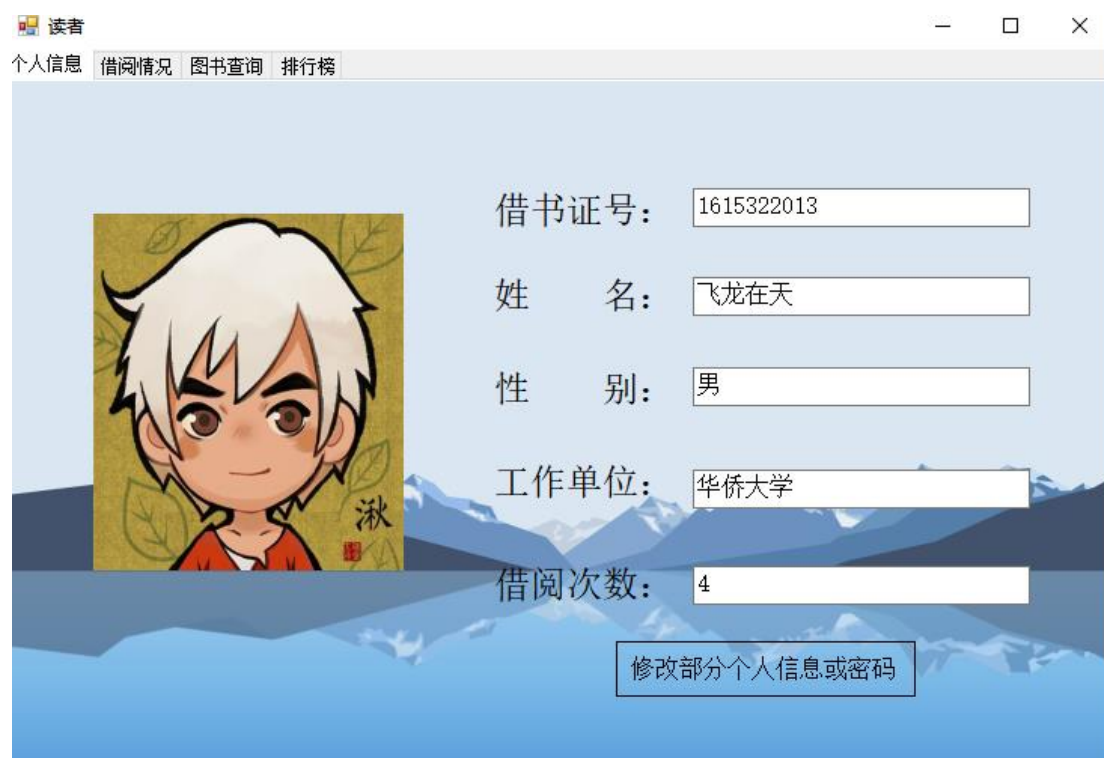 读者
个人信息 借阅情况 图书查询 排行榜
借书证号： 1615322013
姓 名： 飞龙在天
性 别： 男
工作单位： 华侨大学
湫
借阅次数： 4
修改部分个人信息或密码